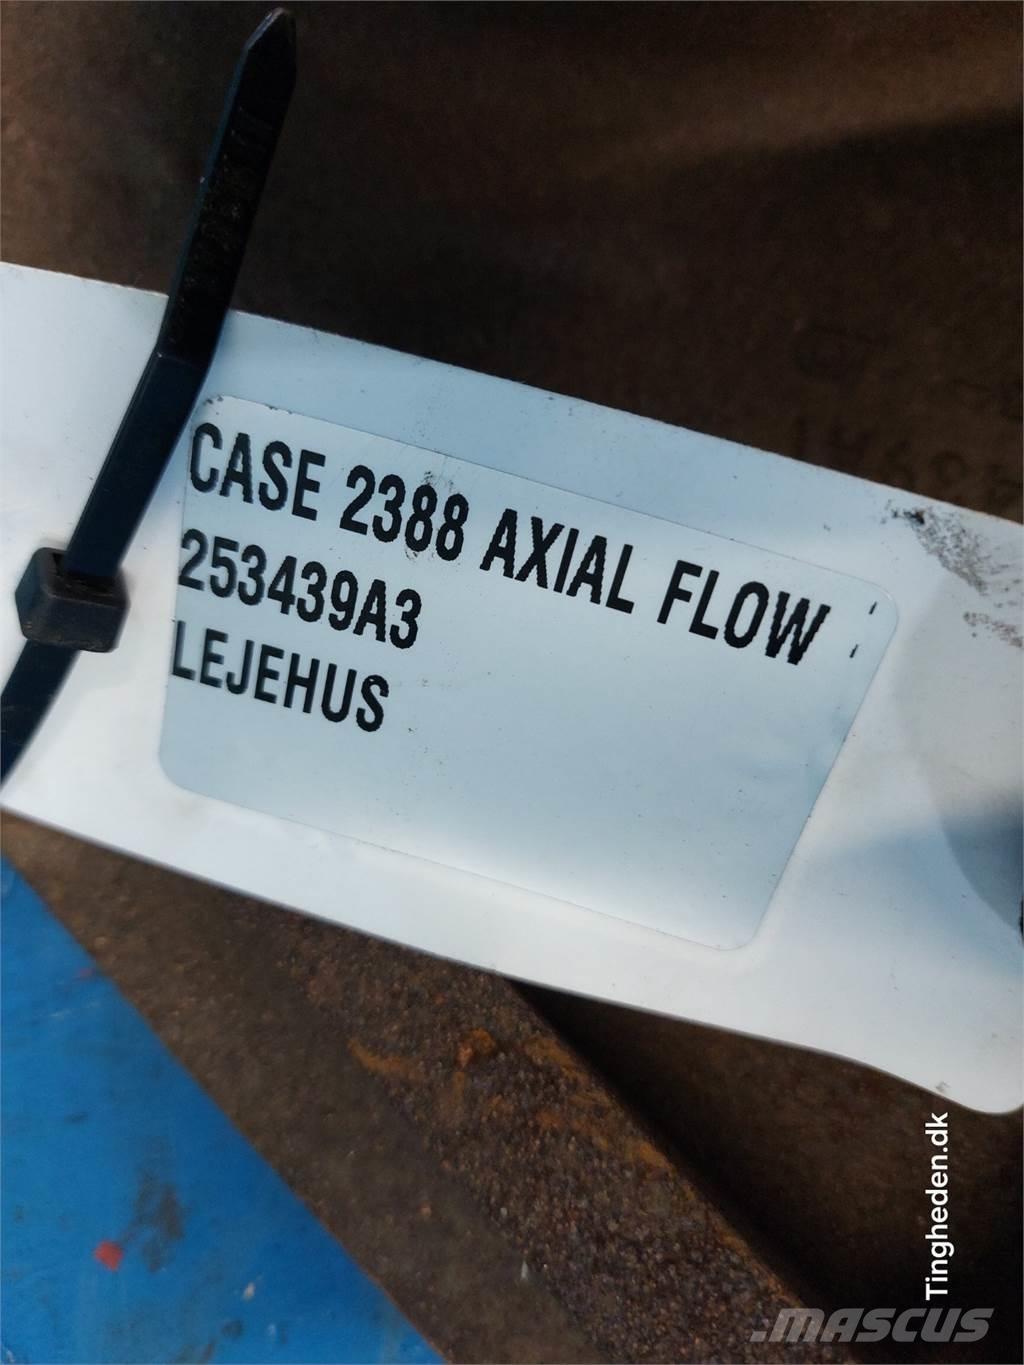 CASE 2388 AXIAL FLOW
253439A3
LEJEHUS
Tingheden.dk
mascus